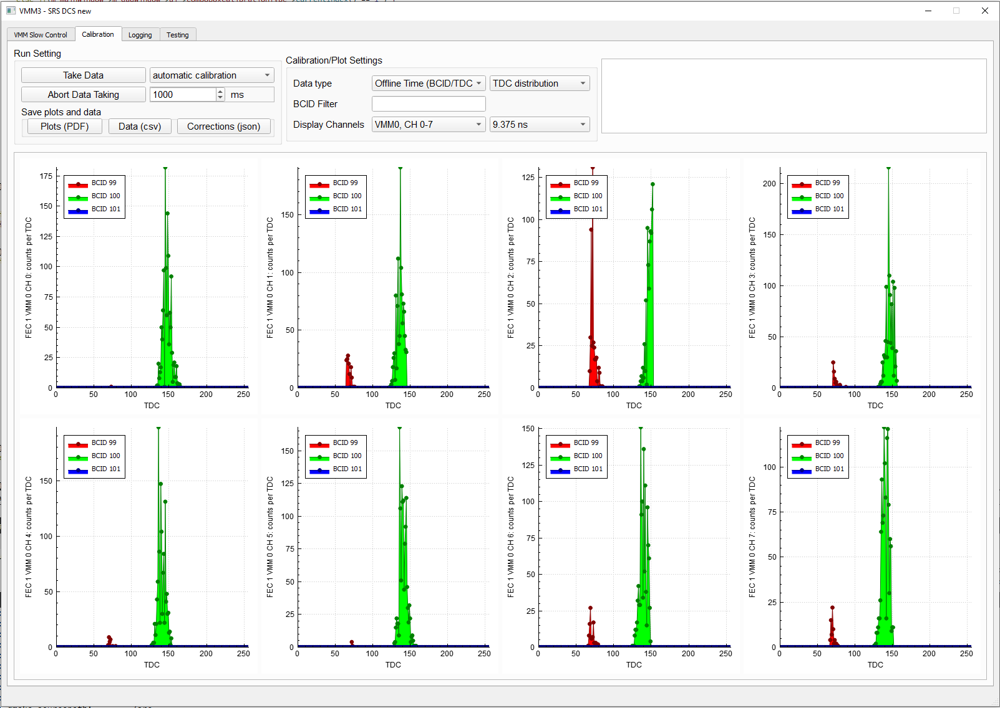 VMM3 - SRS DCS new
VMM Slow Control Calibration Logging Testing
Run Setting
Take Data automatic calibration
Abort Data Taking 1000 ms
Save plots and data
Plots (PDF) Data (csv) Corrections (json)
Calibration/Plot Settings
Data type Offline Time (BCID/TDC TDC distribution
BCID Filter
Display Channels VMM0, CH 0-7 9.375 ns
FEC 1 VMM 0 CH 0: counts per TDC
175
150
125
100
75
50
25
0
BCID 99
BCID 100
BCID 101
0 50 100 150 200 250
TDC
FEC 1 VMM 0 CH 1: counts per TDC
150
100
50
0
BCID 99
BCID 100
BCID 101
0 50 100 150 200 250
TDC
FEC 1 VMM 0 CH 2: counts per TDC
125
100
75
50
25
0
BCID 99
BCID 100
BCID 101
0 50 100 150 200 250
TDC
FEC 1 VMM 0 CH 3: counts per TDC
200
150
100
50
0
BCID 99
BCID 100
BCID 101
0 50 100 150 200 250
TDC
FEC 1 VMM 0 CH 4: counts per TDC
150
100
50
0
BCID 99
BCID 100
BCID 101
0 50 100 150 200 250
TDC
FEC 1 VMM 0 CH 5: counts per TDC
150
125
100
75
50
25
0
BCID 99
BCID 100
BCID 101
0 50 100 150 200 250
TDC
FEC 1 VMM 0 CH 6: counts per TDC
150
125
100
75
50
25
0
BCID 99
BCID 100
BCID 101
0 50 100 150 200 250
TDC
FEC 1 VMM 0 CH 7: counts per TDC
100
75
50
25
0
BCID 99
BCID 100
BCID 101
0 50 100 150 200 250
TDC